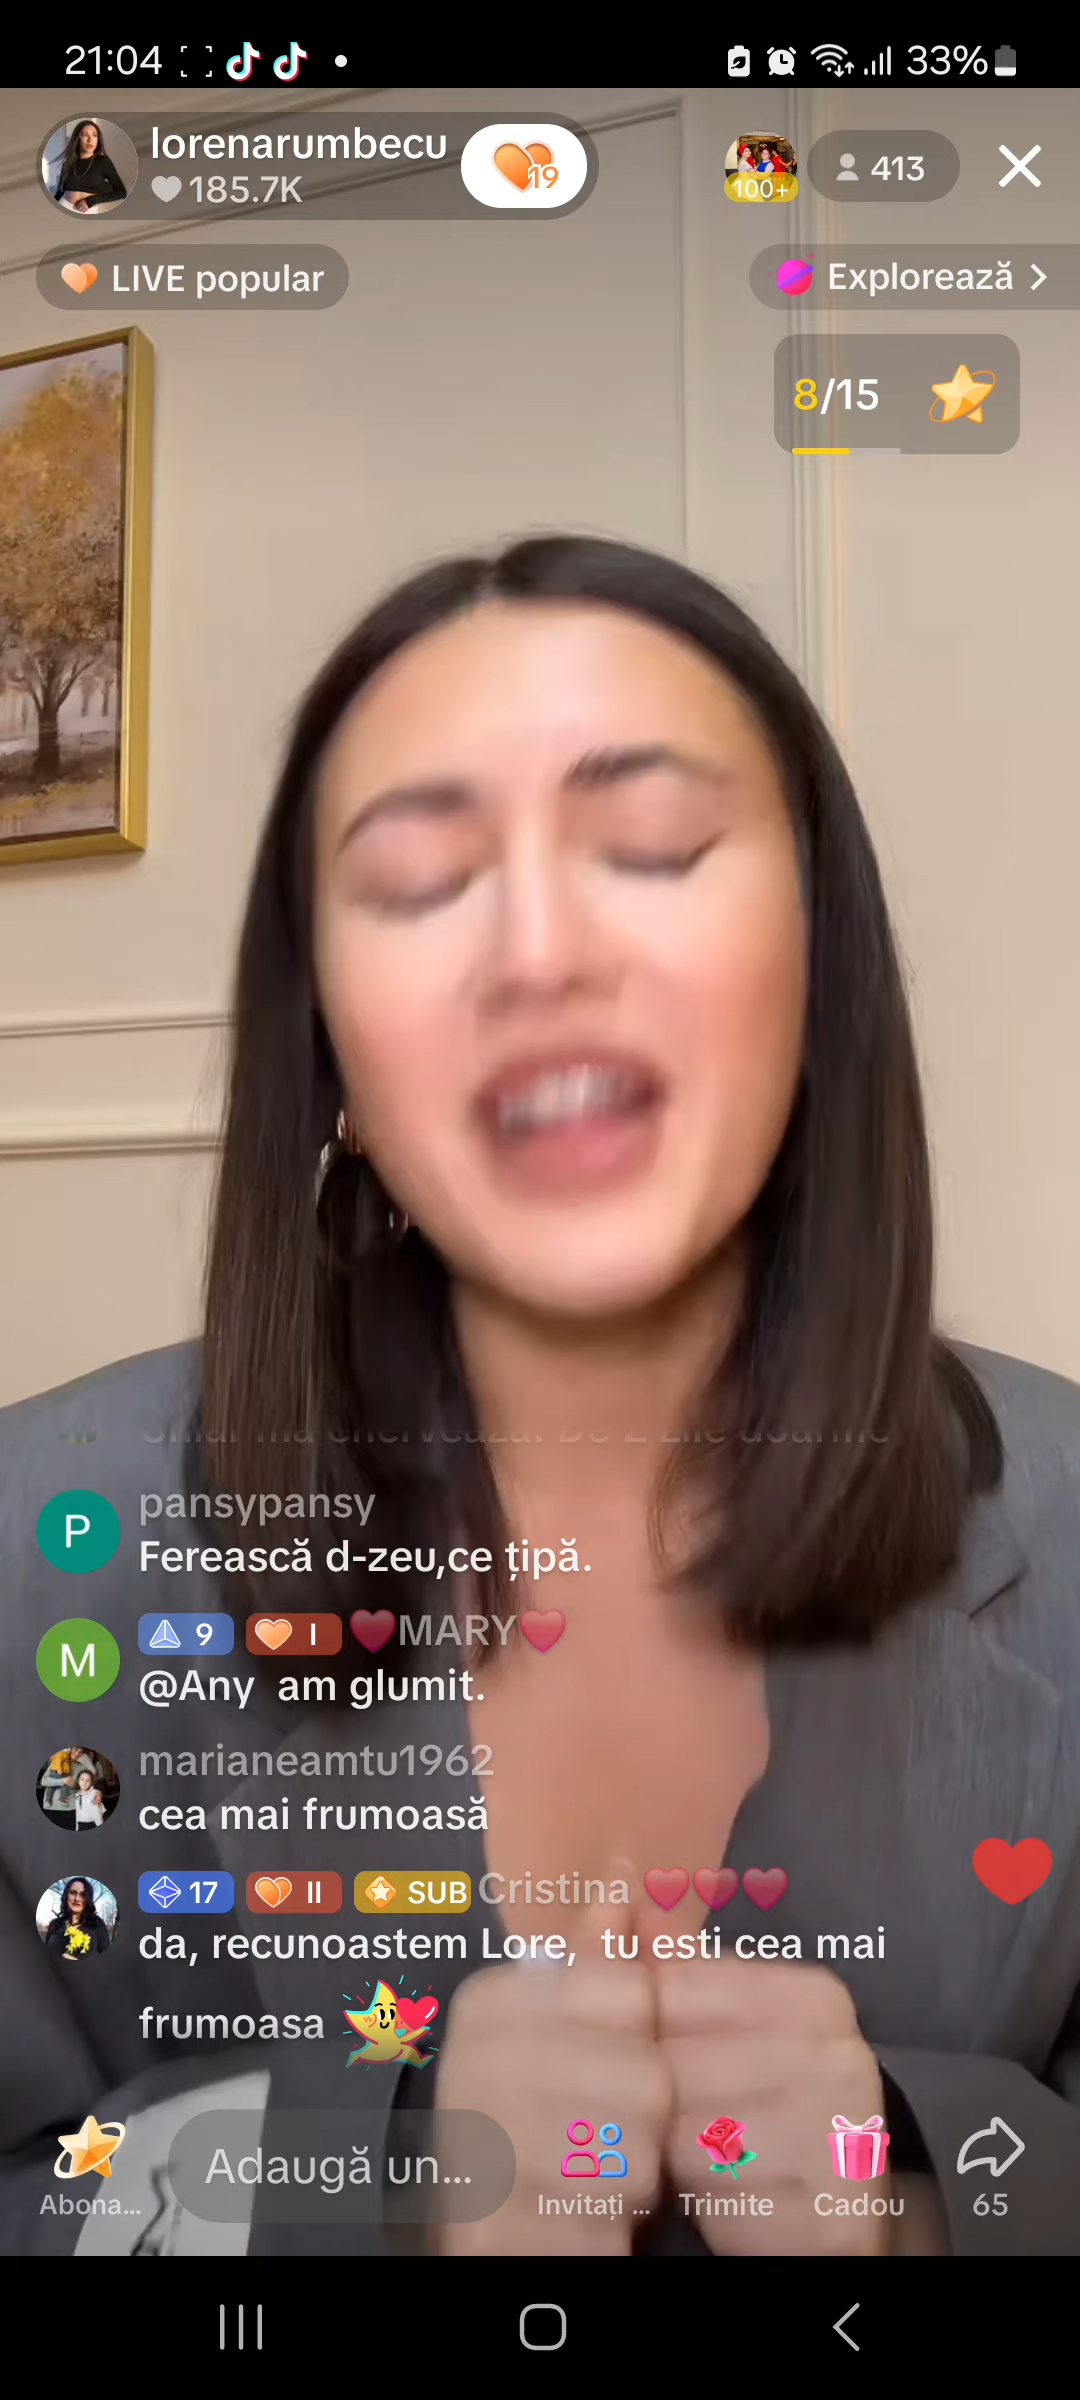 21:04
33%
lorenarumbecu
185.7K
19
100+
413
LIVE popular
Explorează
8/15
pansypansy
Ferească d-zeu,ce țipă.
9 I MARY
@Any am glumit.
marianeamtu1962
cea mai frumoasă
17 II SUB Cristina
da, recunoastem Lore, tu esti cea mai
frumoasa
Adaugă un...
Abona...
Invitați ...
Trimite
Cadou
65